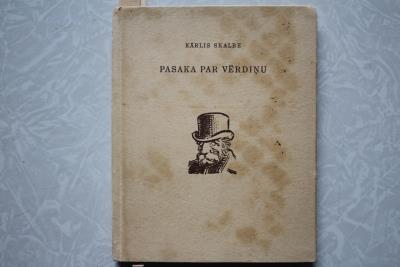 KĀRLIS SKALBE
PASAKA PAR VĒRDIŅU